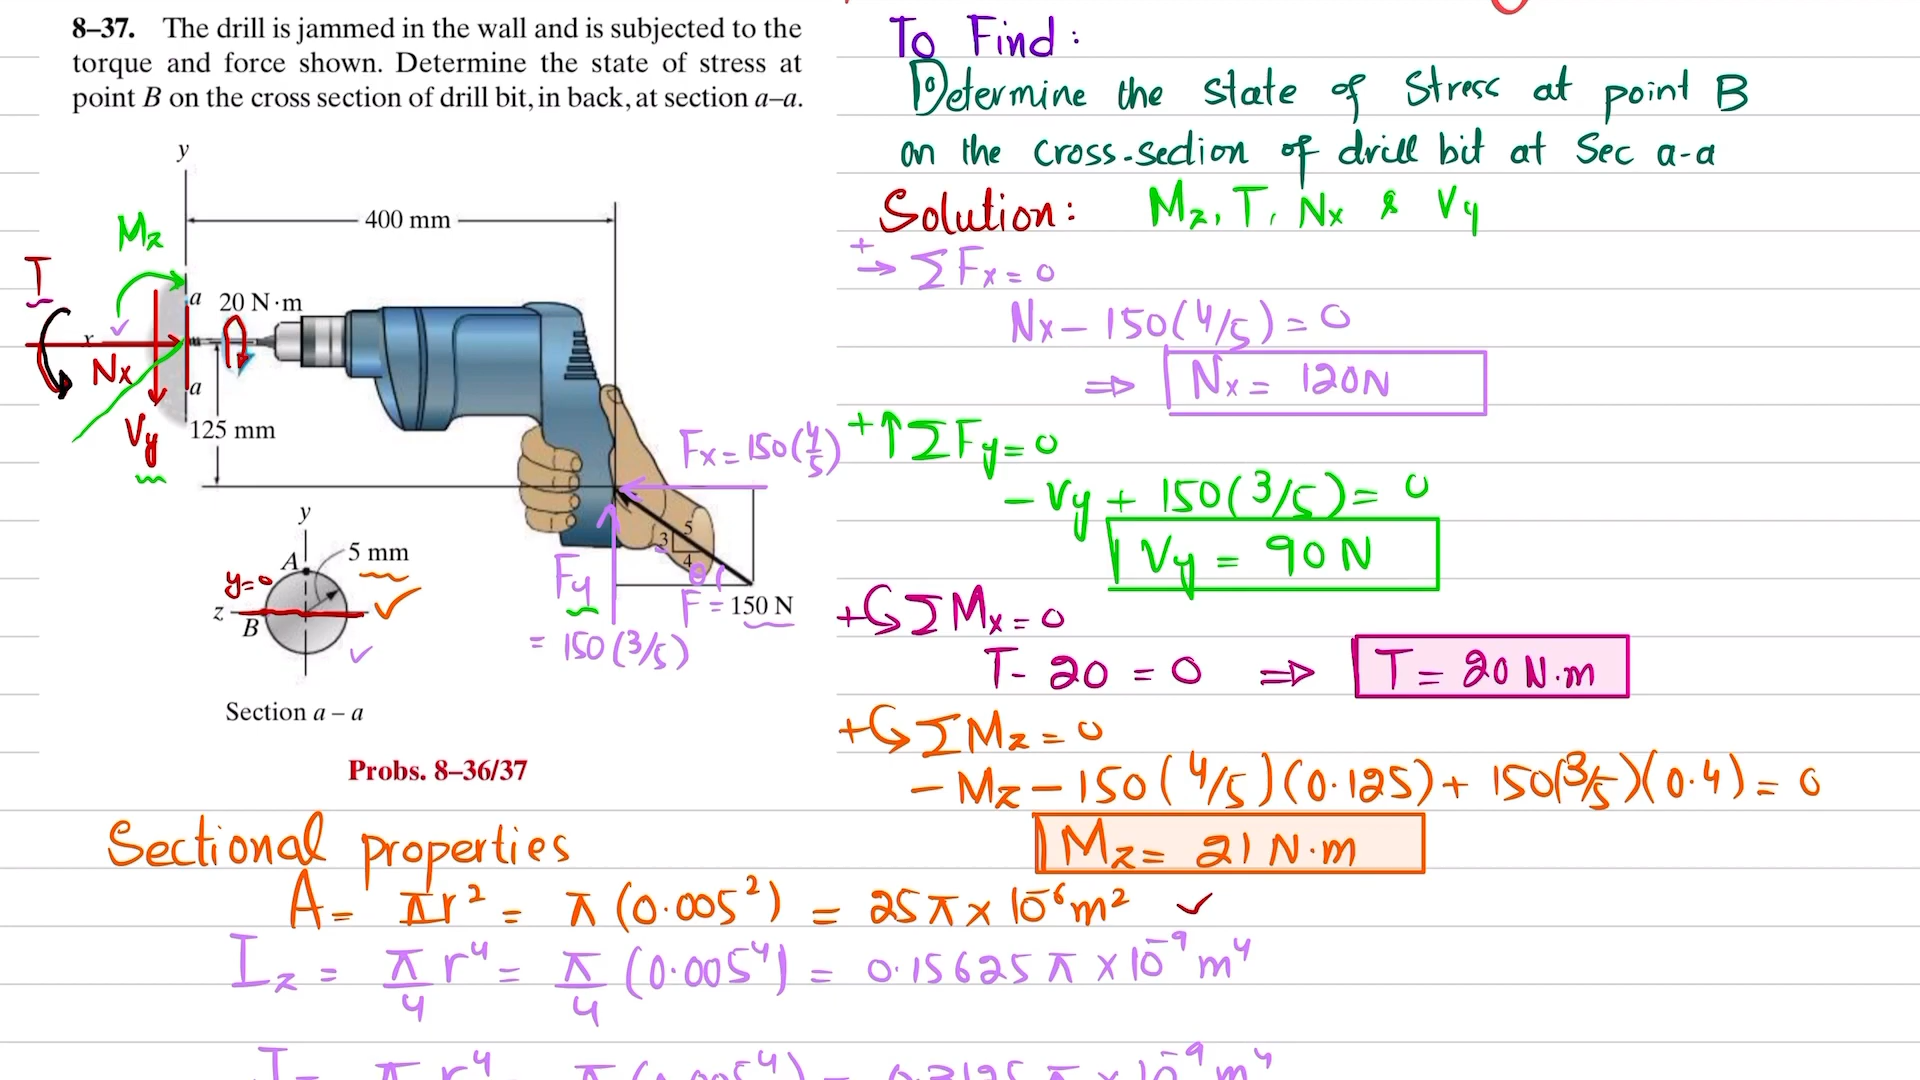 8–37. The drill is jammed in the wall and is subjected to the
torque and force shown. Determine the state of stress at
point B on the cross section of drill bit, in back, at section a–a.
y
400 mm
Mz
T
a
20 N·m
x
Nx
a
Vy
125 mm
Fx = 150(4/5)
y
A
5 mm
y=0
z
B
3
5
4
θ
Fy
= 150(3/5)
F = 150 N
Section a – a
Probs. 8–36/37
To Find:
Determine the state of Stress at point B
on the cross-section of drill bit at Sec a-a
Solution: Mz, T, Nx & Vy
+→ ΣFx = 0
Nx - 150(4/5) = 0
⇒ Nx = 120N
+↑ΣFy = 0
-Vy + 150(3/5) = 0
Vy = 90 N
+ ΣMx = 0
T - 20 = 0 ⇒ T = 20 N.m
+ ΣMz = 0
-Mz - 150(4/5)(0.125) + 150(3/5)(0.4) = 0
Mz = 21 N.m
Sectional properties
A = πr² = π(0.005²) = 25π×10⁻⁶m² ✓
Iz = π/4 r⁴ = π/4 (0.005⁴) = 0.15625π×10⁻⁹m⁴